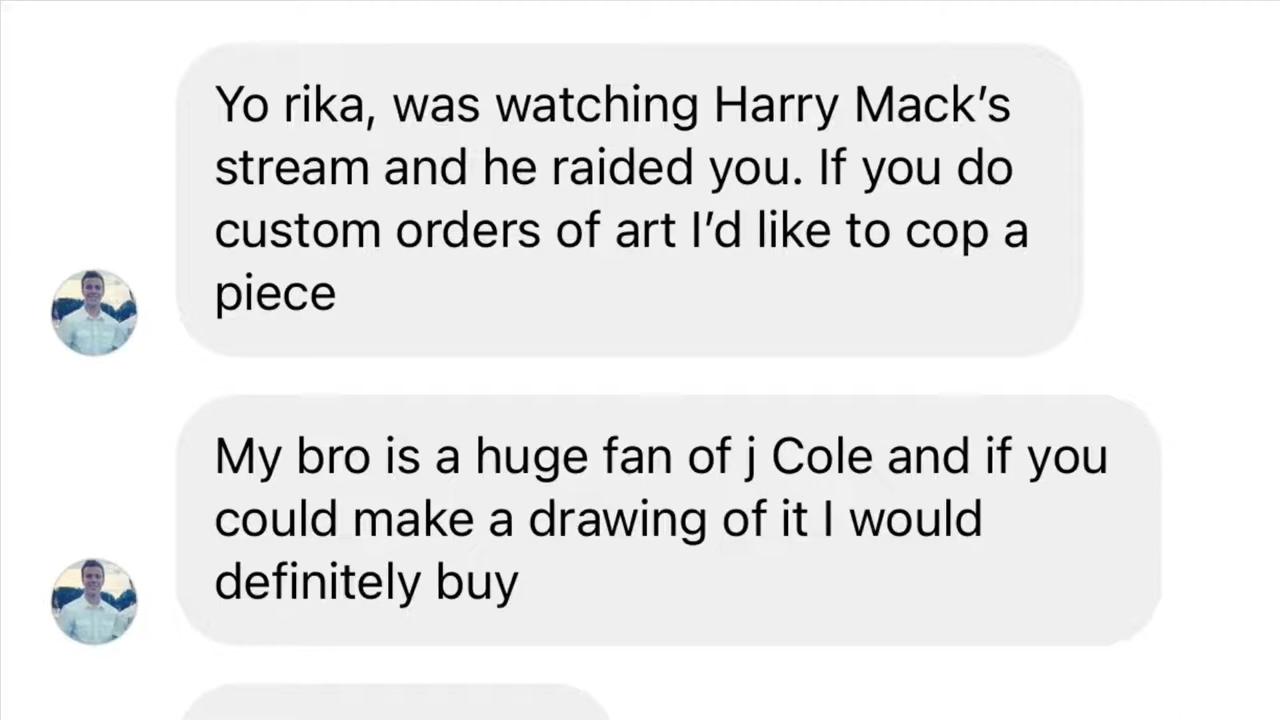 Yo rika, was watching Harry Mack’s
stream and he raided you. If you do
custom orders of art I’d like to cop a
piece
My bro is a huge fan of j Cole and if you
could make a drawing of it I would
definitely buy